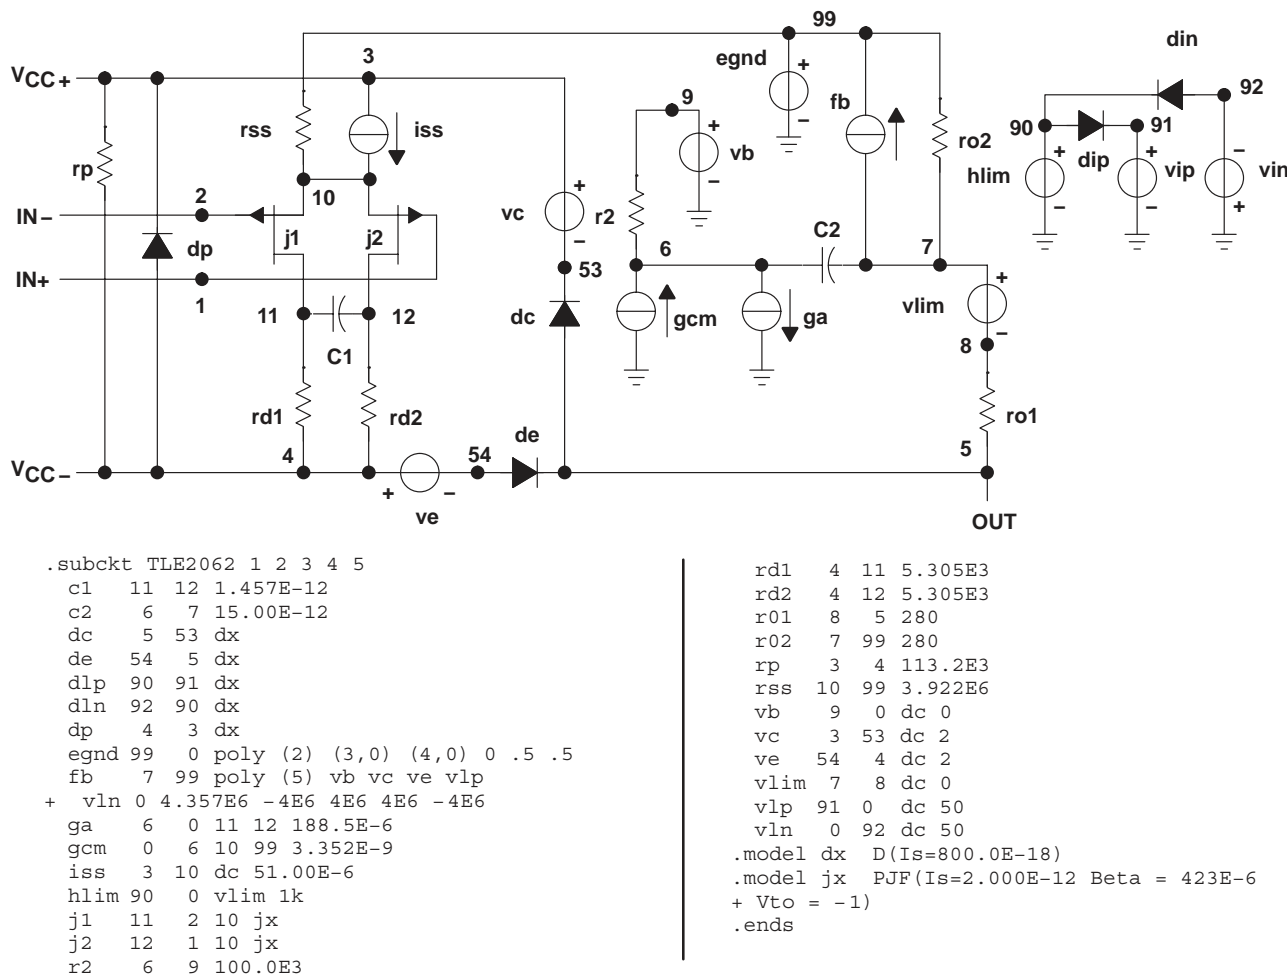 99
3
egnd
+
−
fb
din
92
VCC+
rss
iss
9
+
vb
−
ro2
90
91
dip
hlim
+
−
vip
+
−
vin
−
+
rp
10
2
IN−
j1
j2
dp
IN+
1
vc
+
−
53
r2
6
C2
7
gcm
ga
vlim
+
−
8
11
12
C1
dc
rd1
rd2
ro1
5
4
54
de
VCC−
+
−
ve
OUT
.subckt TLE2062 1 2 3 4 5
c1 11 12 1.457E−12
c2 6 7 15.00E−12
dc 5 53 dx
de 54 5 dx
dlp 90 91 dx
dln 92 90 dx
dp 4 3 dx
egnd 99 0 poly (2) (3,0) (4,0) 0 .5 .5
fb 7 99 poly (5) vb vc ve vlp
+ vln 0 4.357E6 −4E6 4E6 4E6 −4E6
ga 6 0 11 12 188.5E−6
gcm 0 6 10 99 3.352E−9
iss 3 10 dc 51.00E−6
hlim 90 0 vlim 1k
j1 11 2 10 jx
j2 12 1 10 jx
r2 6 9 100.0E3
rd1 4 11 5.305E3
rd2 4 12 5.305E3
r01 8 5 280
r02 7 99 280
rp 3 4 113.2E3
rss 10 99 3.922E6
vb 9 0 dc 0
vc 3 53 dc 2
ve 54 4 dc 2
vlim 7 8 dc 0
vlp 91 0 dc 50
vln 0 92 dc 50
.model dx D(Is=800.0E−18)
.model jx PJF(Is=2.000E−12 Beta = 423E−6
+ Vto = −1)
.ends